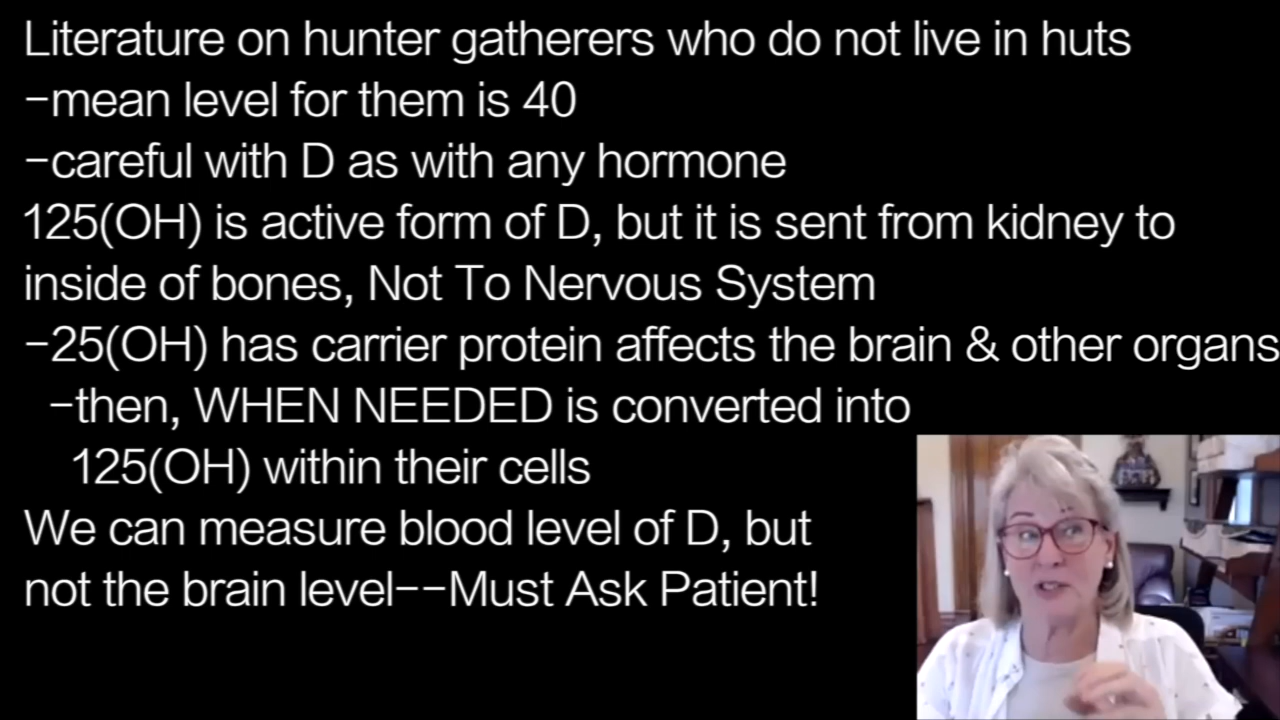 Literature on hunter gatherers who do not live in huts
-mean level for them is 40
-careful with D as with any hormone
125(OH) is active form of D, but it is sent from kidney to
inside of bones, Not To Nervous System
-25(OH) has carrier protein affects the brain & other organs
-then, WHEN NEEDED is converted into
125(OH) within their cells
We can measure blood level of D, but
not the brain level--Must Ask Patient!